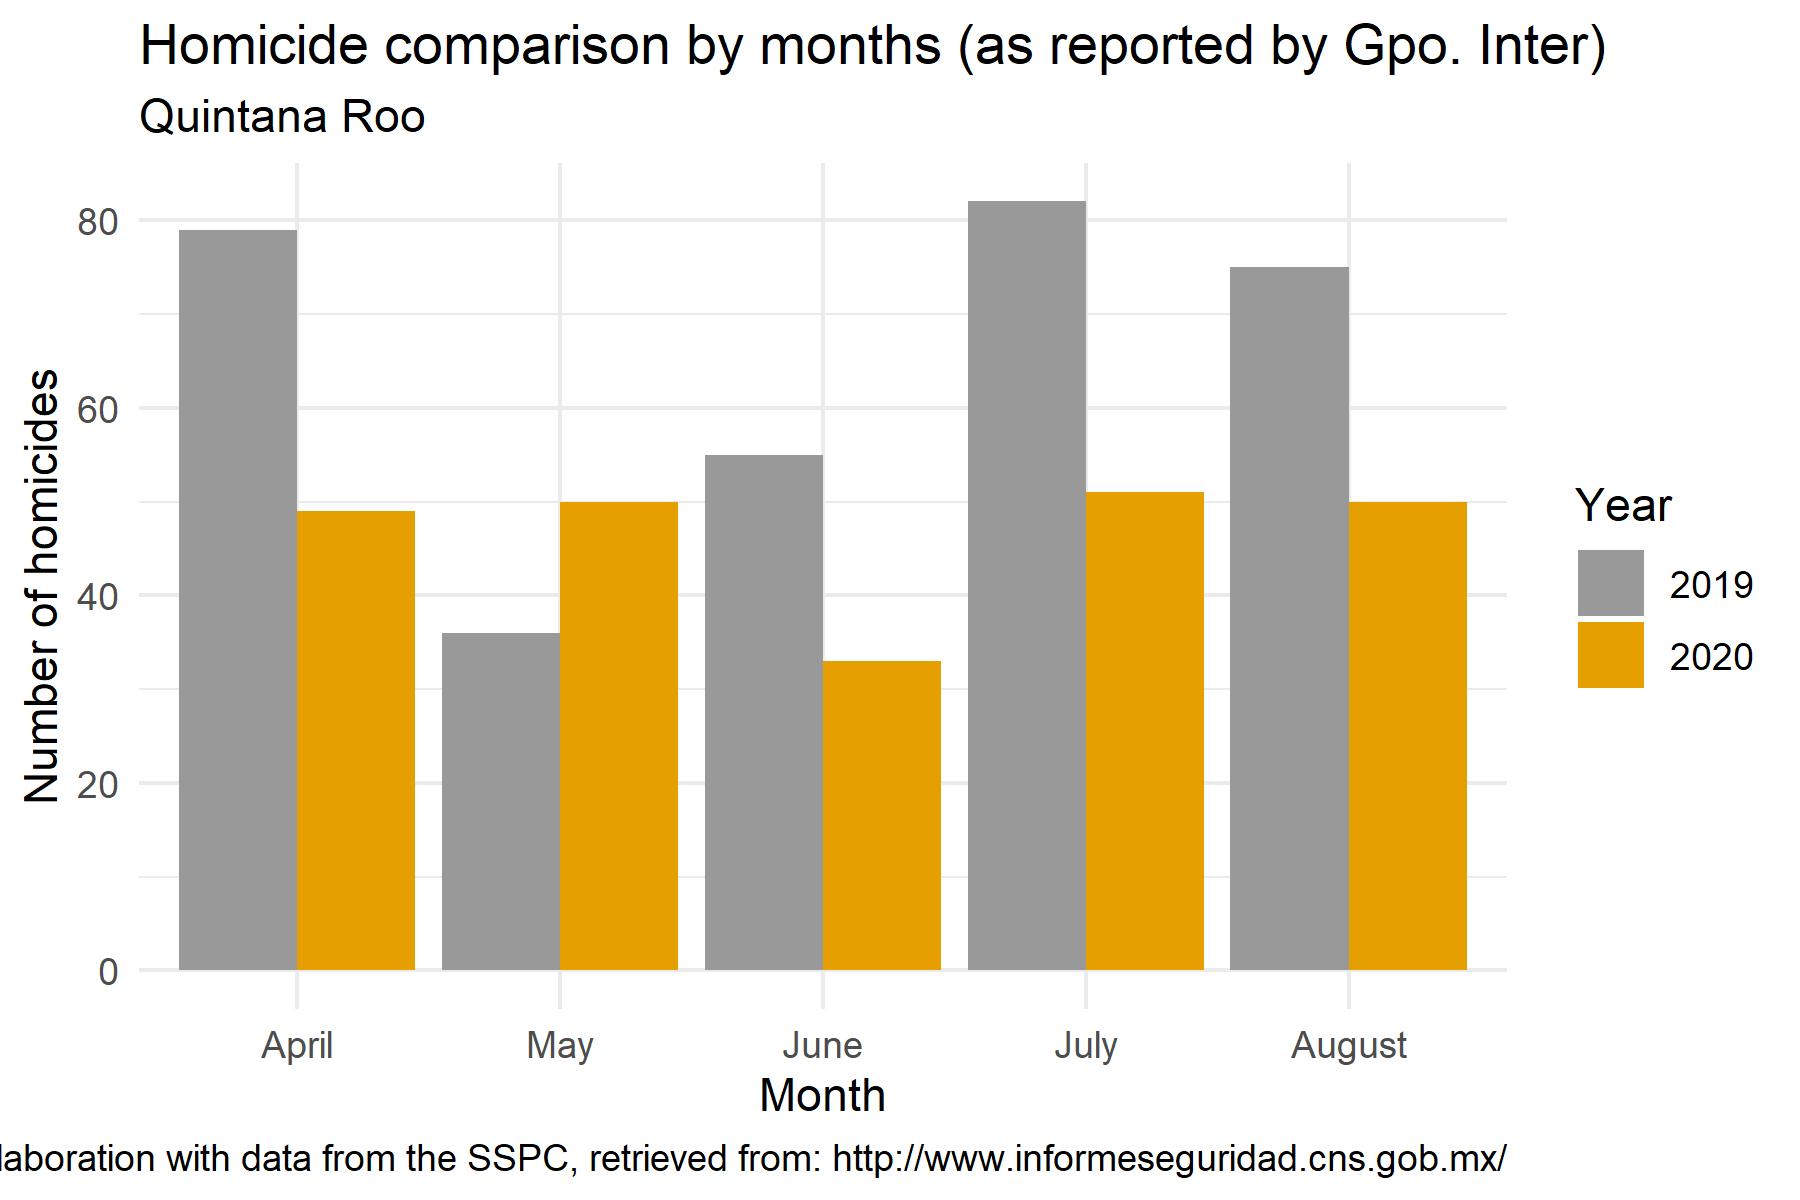 Homicide comparison by months (as reported by Gpo. Inter)
Quintana Roo
Number of homicides
80
60
40
20
0
April May June July August
Month
Year
2019
2020
with data from the SSPC, retrieved from: http://www.informeseguridad.cns.gob.mx/